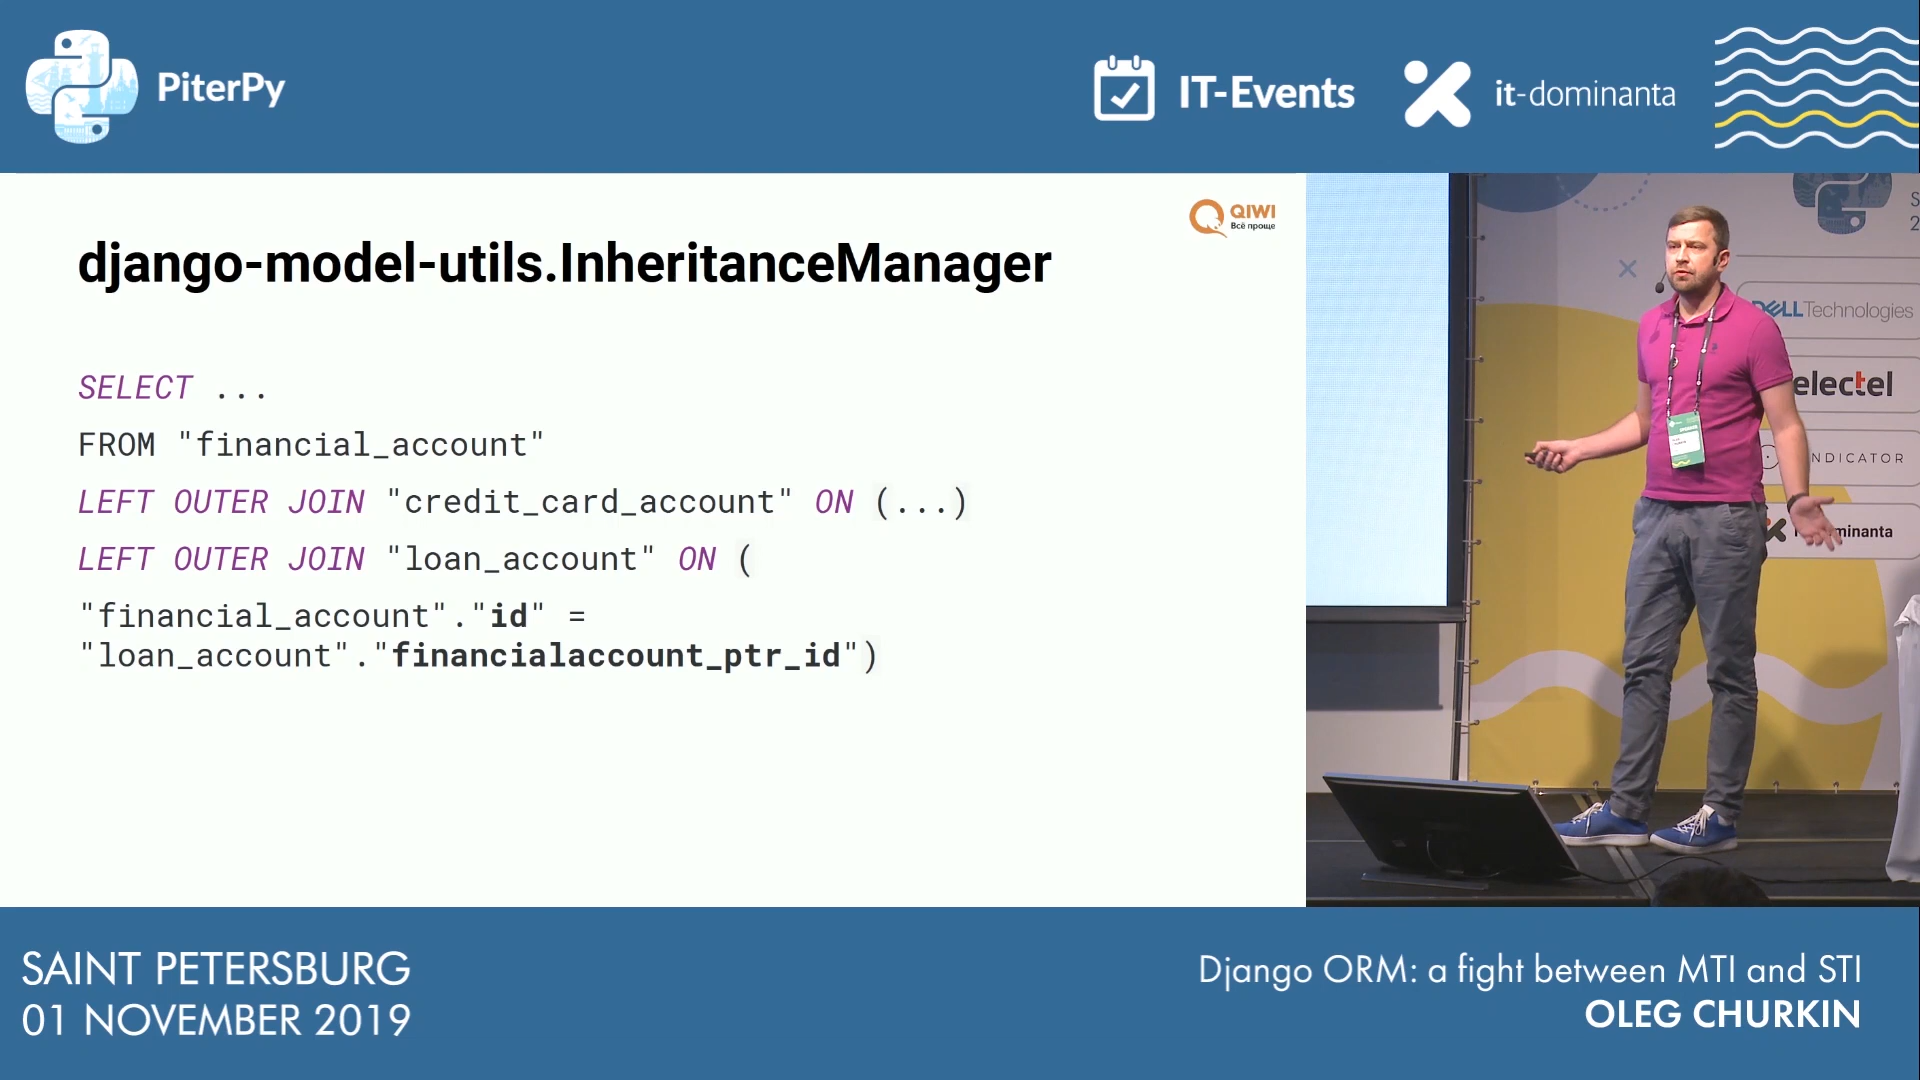 PiterPy
IT-Events
it-dominanta
QIWI
Всё проще
django-model-utils.InheritanceManager
SELECT ...
FROM "financial_account"
LEFT OUTER JOIN "credit_card_account" ON (...)
LEFT OUTER JOIN "loan_account" ON (
"financial_account"."id" =
"loan_account"."financialaccount_ptr_id")
S
2
DELLTechnologies
electel
NDICATOR
minanta
SAINT PETERSBURG
01 NOVEMBER 2019
Django ORM: a fight between MTI and STI
OLEG CHURKIN